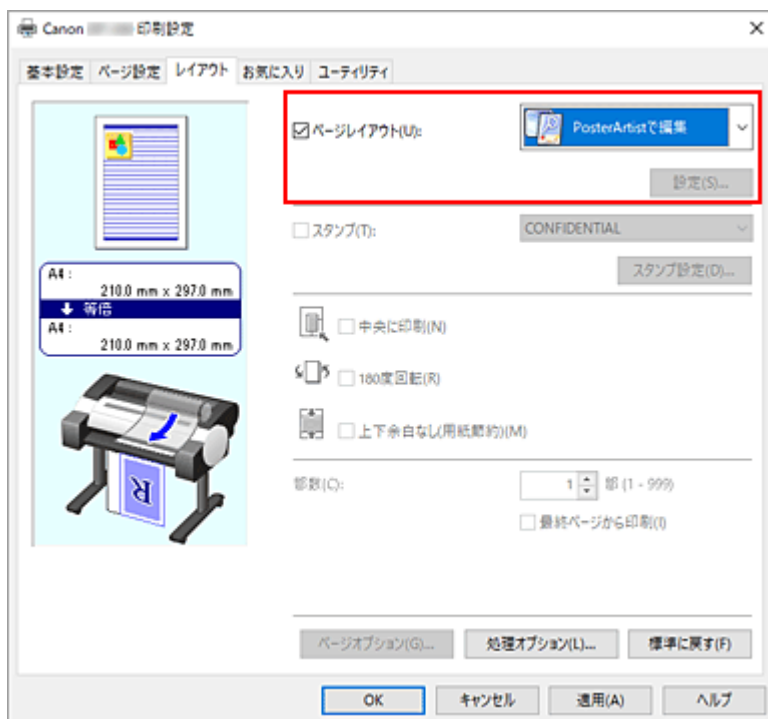 Canon 印刷設定
基本設定 ページ設定 レイアウト お気に入り ユーティリティ
ページレイアウト(U):
PosterArtistで編集
設定(S)...
スタンプ(T):
CONFIDENTIAL
スタンプ設定(D)...
A4 :
210.0 mm x 297.0 mm
等倍
A4 :
210.0 mm x 297.0 mm
中央に印刷(N)
180度回転(R)
上下余白なし(用紙節約)(M)
R
部数(C):
1 部 (1 - 999)
最終ページから印刷(I)
ページオプション(G)...
処理オプション(L)...
標準に戻す(F)
OK
キャンセル
適用(A)
ヘルプ